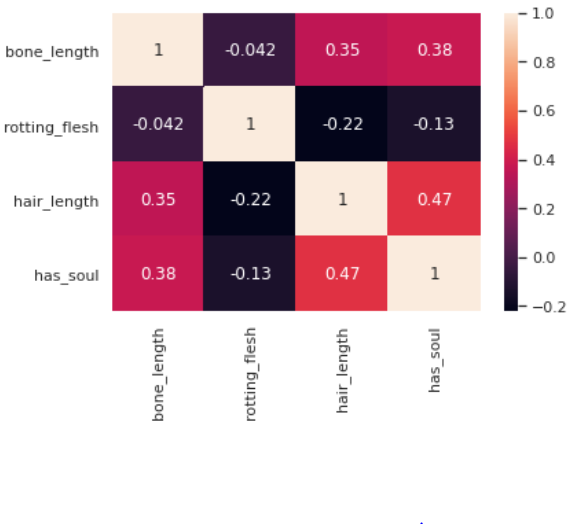 bone_length 1 -0.042 0.35 0.38
rotting_flesh -0.042 1 -0.22 -0.13
hair_length 0.35 -0.22 1 0.47
has_soul 0.38 -0.13 0.47 1
bone_length rotting_flesh hair_length has_soul
1.0
0.8
0.6
0.4
0.2
0.0
−0.2